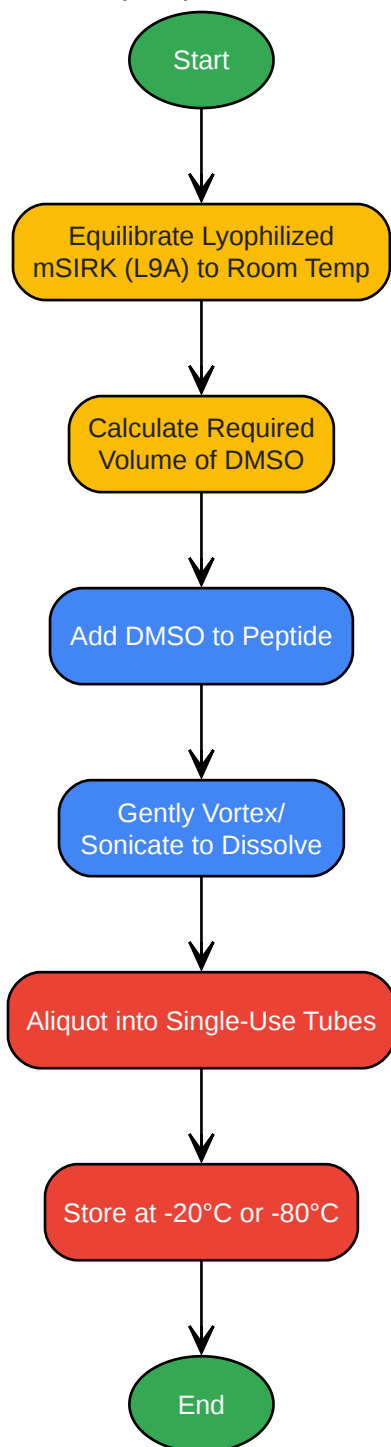 Start
Equilibrate Lyophilized
mSIRK (L9A) to Room Temp
Calculate Required
Volume of DMSO
Add DMSO to Peptide
Gently Vortex/
Sonicate to Dissolve
Aliquot into Single-Use Tubes
Store at -20°C or -80°C
End